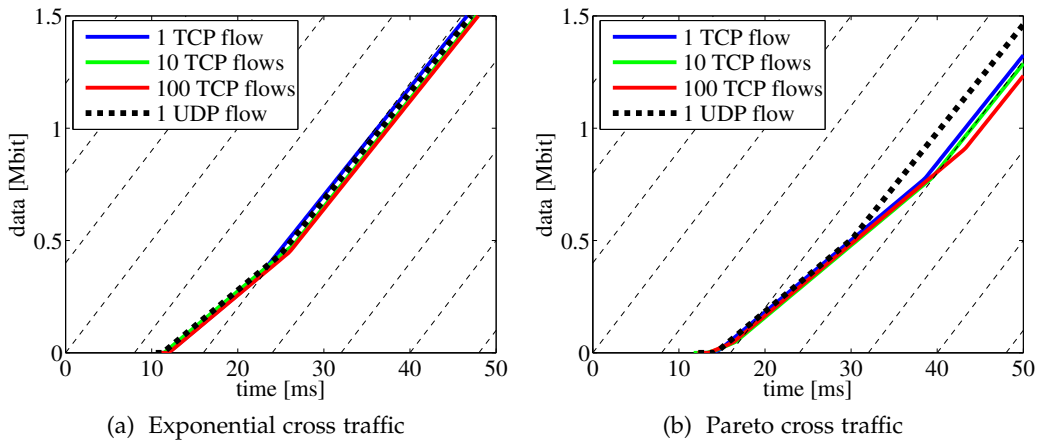 1.5
1
0.5
0
data [Mbit]
1 TCP flow
10 TCP flows
100 TCP flows
1 UDP flow
0 10 20 30 40 50
time [ms]
(a) Exponential cross traffic
1.5
1
0.5
0
data [Mbit]
1 TCP flow
10 TCP flows
100 TCP flows
1 UDP flow
0 10 20 30 40 50
time [ms]
(b) Pareto cross traffic